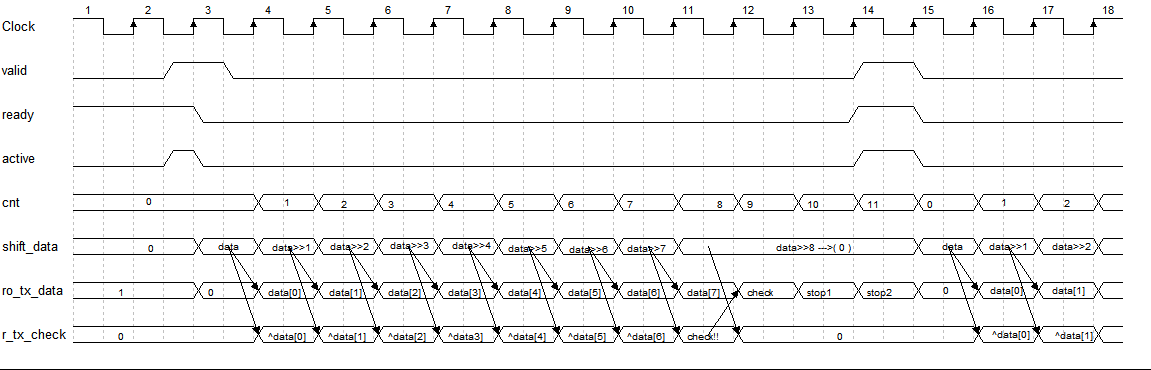 1 2 3 4 5 6 7 8 9 10 11 12 13 14 15 16 17 18
Clock
valid
ready
active
cnt 0 1 2 3 4 5 6 7 8 9 10 11 0 1 2
shift_data 0 data data>>1 data>>2 data>>3 data>>4 data>>5 data>>6 data>>7 data>>8 --->( 0 ) data data>>1 data>>2
ro_tx_data 1 0 data[0] data[1] data[2] data[3] data[4] data[5] data[6] data[7] check stop1 stop2 0 data[0] data[1]
r_tx_check 0 ^data[0] ^data[1] ^data[2] ^data3] ^data[4] ^data[5] ^data[6] check!! 0 ^data[0] ^data[1]